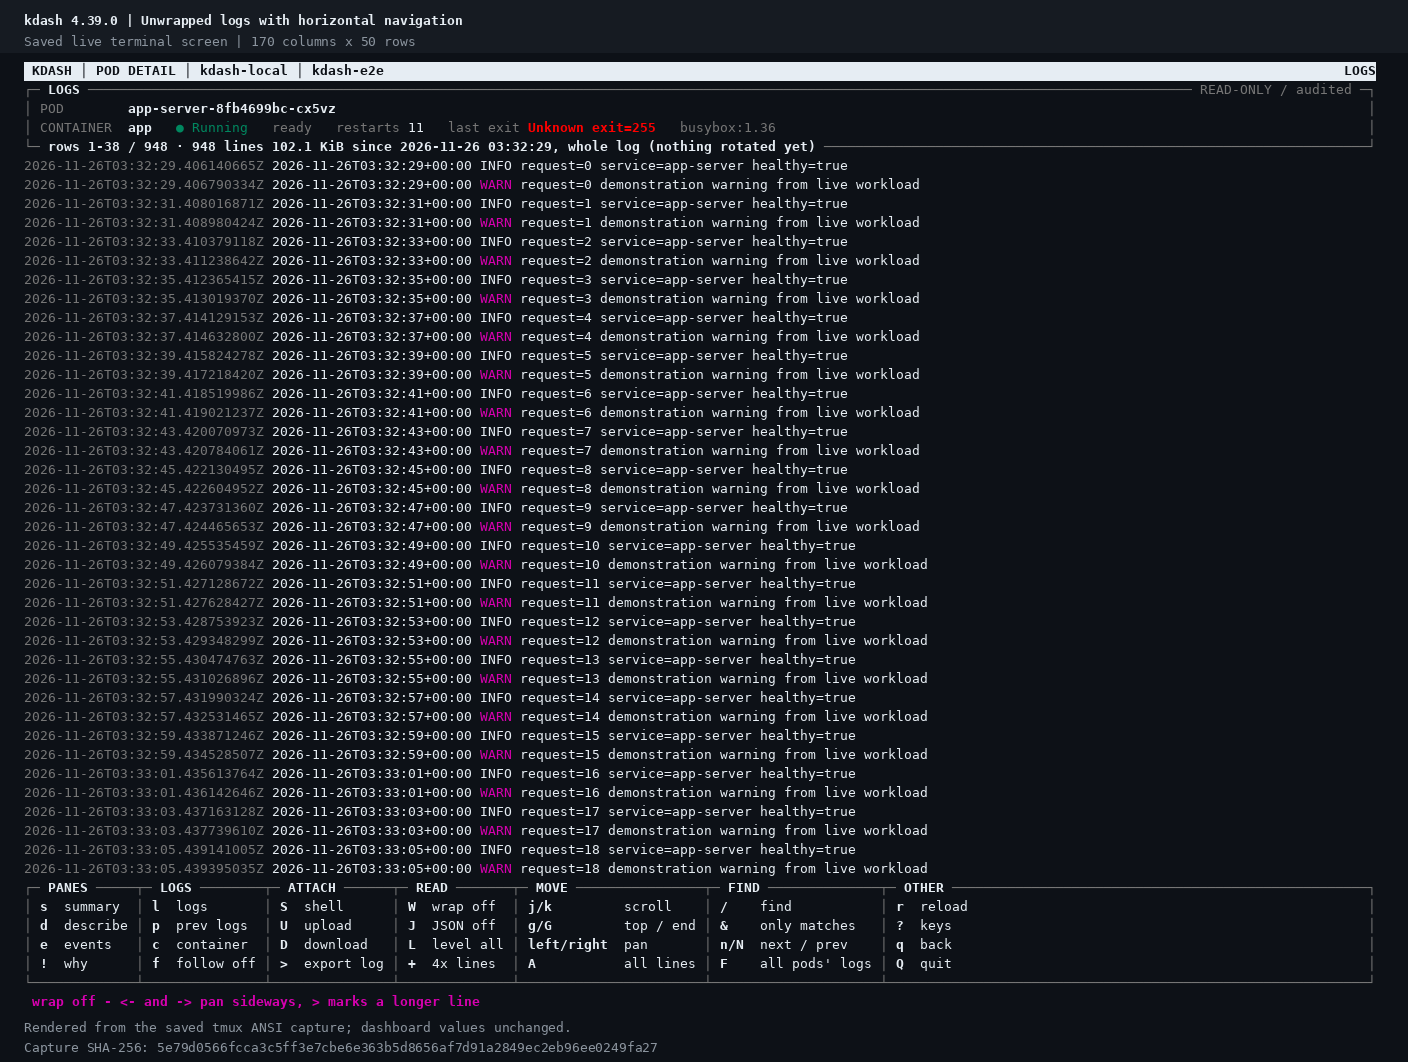 kdash 4.39.0 | Unwrapped logs with horizontal navigation
Saved live terminal screen | 170 columns x 50 rows
KDASH │ POD DETAIL │ kdash-local │ kdash-e2e LOGS
LOGS READ-ONLY / audited
POD app-server-8fb4699bc-cx5vz
CONTAINER app ● Running ready restarts 11 last exit Unknown exit=255 busybox:1.36
rows 1-38 / 948 · 948 lines 102.1 KiB since 2026-11-26 03:32:29, whole log (nothing rotated yet)
2026-11-26T03:32:29.406140665Z 2026-11-26T03:32:29+00:00 INFO request=0 service=app-server healthy=true
2026-11-26T03:32:29.406790334Z 2026-11-26T03:32:29+00:00 WARN request=0 demonstration warning from live workload
2026-11-26T03:32:31.408016871Z 2026-11-26T03:32:31+00:00 INFO request=1 service=app-server healthy=true
2026-11-26T03:32:31.408980424Z 2026-11-26T03:32:31+00:00 WARN request=1 demonstration warning from live workload
2026-11-26T03:32:33.410379118Z 2026-11-26T03:32:33+00:00 INFO request=2 service=app-server healthy=true
2026-11-26T03:32:33.411238642Z 2026-11-26T03:32:33+00:00 WARN request=2 demonstration warning from live workload
2026-11-26T03:32:35.412365415Z 2026-11-26T03:32:35+00:00 INFO request=3 service=app-server healthy=true
2026-11-26T03:32:35.413019370Z 2026-11-26T03:32:35+00:00 WARN request=3 demonstration warning from live workload
2026-11-26T03:32:37.414129153Z 2026-11-26T03:32:37+00:00 INFO request=4 service=app-server healthy=true
2026-11-26T03:32:37.414632800Z 2026-11-26T03:32:37+00:00 WARN request=4 demonstration warning from live workload
2026-11-26T03:32:39.415824278Z 2026-11-26T03:32:39+00:00 INFO request=5 service=app-server healthy=true
2026-11-26T03:32:39.417218420Z 2026-11-26T03:32:39+00:00 WARN request=5 demonstration warning from live workload
2026-11-26T03:32:41.418519986Z 2026-11-26T03:32:41+00:00 INFO request=6 service=app-server healthy=true
2026-11-26T03:32:41.419021237Z 2026-11-26T03:32:41+00:00 WARN request=6 demonstration warning from live workload
2026-11-26T03:32:43.420070973Z 2026-11-26T03:32:43+00:00 INFO request=7 service=app-server healthy=true
2026-11-26T03:32:43.420784061Z 2026-11-26T03:32:43+00:00 WARN request=7 demonstration warning from live workload
2026-11-26T03:32:45.422130495Z 2026-11-26T03:32:45+00:00 INFO request=8 service=app-server healthy=true
2026-11-26T03:32:45.422604952Z 2026-11-26T03:32:45+00:00 WARN request=8 demonstration warning from live workload
2026-11-26T03:32:47.423731360Z 2026-11-26T03:32:47+00:00 INFO request=9 service=app-server healthy=true
2026-11-26T03:32:47.424465653Z 2026-11-26T03:32:47+00:00 WARN request=9 demonstration warning from live workload
2026-11-26T03:32:49.425535459Z 2026-11-26T03:32:49+00:00 INFO request=10 service=app-server healthy=true
2026-11-26T03:32:49.426079384Z 2026-11-26T03:32:49+00:00 WARN request=10 demonstration warning from live workload
2026-11-26T03:32:51.427128672Z 2026-11-26T03:32:51+00:00 INFO request=11 service=app-server healthy=true
2026-11-26T03:32:51.427628427Z 2026-11-26T03:32:51+00:00 WARN request=11 demonstration warning from live workload
2026-11-26T03:32:53.428753923Z 2026-11-26T03:32:53+00:00 INFO request=12 service=app-server healthy=true
2026-11-26T03:32:53.429348299Z 2026-11-26T03:32:53+00:00 WARN request=12 demonstration warning from live workload
2026-11-26T03:32:55.430474763Z 2026-11-26T03:32:55+00:00 INFO request=13 service=app-server healthy=true
2026-11-26T03:32:55.431026896Z 2026-11-26T03:32:55+00:00 WARN request=13 demonstration warning from live workload
2026-11-26T03:32:57.431990324Z 2026-11-26T03:32:57+00:00 INFO request=14 service=app-server healthy=true
2026-11-26T03:32:57.432531465Z 2026-11-26T03:32:57+00:00 WARN request=14 demonstration warning from live workload
2026-11-26T03:32:59.433871246Z 2026-11-26T03:32:59+00:00 INFO request=15 service=app-server healthy=true
2026-11-26T03:32:59.434528507Z 2026-11-26T03:32:59+00:00 WARN request=15 demonstration warning from live workload
2026-11-26T03:33:01.435613764Z 2026-11-26T03:33:01+00:00 INFO request=16 service=app-server healthy=true
2026-11-26T03:33:01.436142646Z 2026-11-26T03:33:01+00:00 WARN request=16 demonstration warning from live workload
2026-11-26T03:33:03.437163128Z 2026-11-26T03:33:03+00:00 INFO request=17 service=app-server healthy=true
2026-11-26T03:33:03.437739610Z 2026-11-26T03:33:03+00:00 WARN request=17 demonstration warning from live workload
2026-11-26T03:33:05.439141005Z 2026-11-26T03:33:05+00:00 INFO request=18 service=app-server healthy=true
2026-11-26T03:33:05.439395035Z 2026-11-26T03:33:05+00:00 WARN request=18 demonstration warning from live workload
PANES LOGS ATTACH READ MOVE FIND OTHER
s summary │ l logs │ S shell │ W wrap off │ j/k scroll │ / find │ r reload
d describe │ p prev logs │ U upload │ J JSON off │ g/G top / end │ & only matches │ ? keys
e events │ c container │ D download │ L level all │ left/right pan │ n/N next / prev │ q back
! why │ f follow off │ > export log │ + 4x lines │ A all lines │ F all pods' logs │ Q quit
wrap off - <- and -> pan sideways, > marks a longer line
Rendered from the saved tmux ANSI capture; dashboard values unchanged.
Capture SHA-256: 5e79d0566fcca3c5ff3e7cbe6e363b5d8656af7d91a2849ec2eb96ee0249fa27